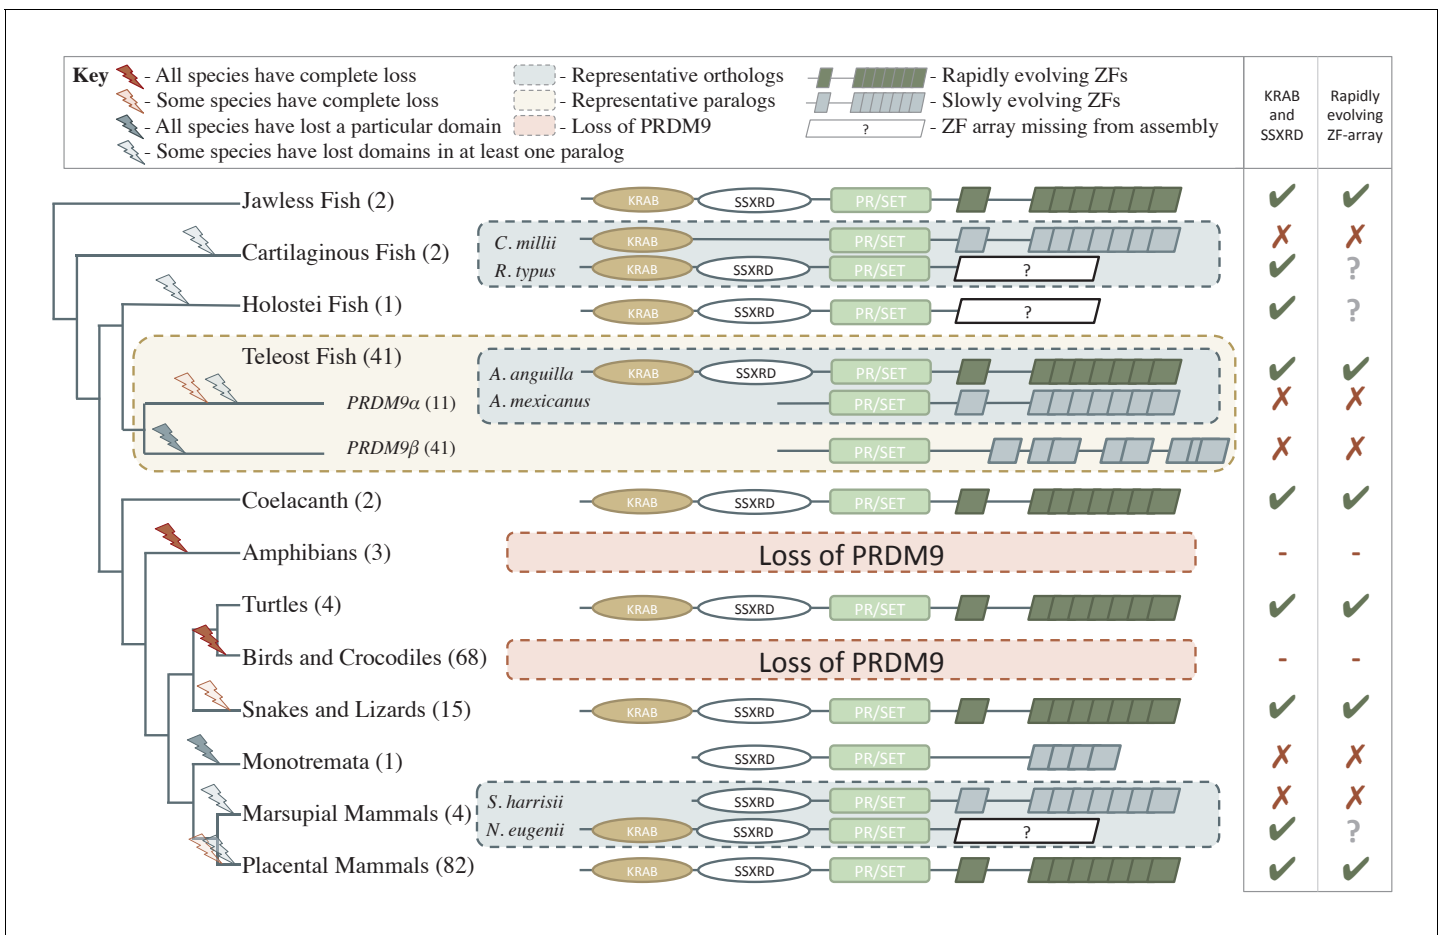 Key - All species have complete loss
- Some species have complete loss
- All species have lost a particular domain
- Some species have lost domains in at least one paralog
- Representative orthologs
- Representative paralogs
- Loss of PRDM9
- Rapidly evolving ZFs
- Slowly evolving ZFs
? - ZF array missing from assembly
KRAB
and
SSXRD
Rapidly
evolving
ZF-array
Jawless Fish (2) KRAB SSXRD PR/SET ✔ ✔
C. millii KRAB PR/SET ✗ ✗
Cartilaginous Fish (2)
R. typus KRAB SSXRD PR/SET ? ✔ ?
Holostei Fish (1) KRAB SSXRD PR/SET ? ✔ ?
Teleost Fish (41)
A. anguilla KRAB SSXRD PR/SET ✔ ✔
PRDM9α (11) A. mexicanus PR/SET ✗ ✗
PRDM9β (41) PR/SET ✗ ✗
Coelacanth (2) KRAB SSXRD PR/SET ✔ ✔
Amphibians (3) Loss of PRDM9 - -
Turtles (4) KRAB SSXRD PR/SET ✔ ✔
Birds and Crocodiles (68) Loss of PRDM9 - -
Snakes and Lizards (15) KRAB SSXRD PR/SET ✔ ✔
Monotremata (1) SSXRD PR/SET ✗ ✗
S. harrisii SSXRD PR/SET ✗ ✗
Marsupial Mammals (4)
N. eugenii KRAB SSXRD PR/SET ? ✔ ?
Placental Mammals (82) KRAB SSXRD PR/SET ✔ ✔